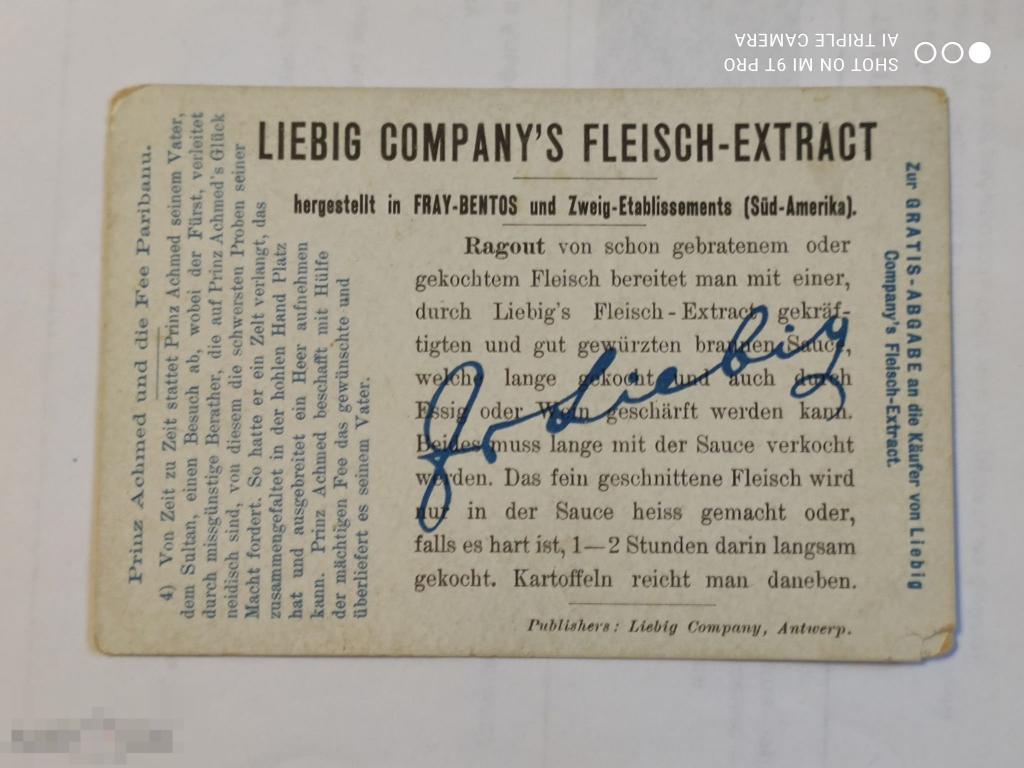 SHOT ON MI 9T PRO
AI TRIPLE CAMERA
Prinz Achmed und die Fee Paribanu.
4) Von Zeit zu Zeit stattet Prinz Achmed seinem Vater,
dem Sultan, einen Besuch ab, wobei der Fürst, verleitet
durch missgünstige Berather, die auf Prinz Achmed's Glück
neidisch sind, von diesem die schwersten Proben seiner
Macht fordert. So hatte er ein Zelt verlangt, das
zusammengefaltet in der hohlen Hand Platz
hat und ausgebreitet ein Heer aufnehmen
kann. Prinz Achmed beschafft mit Hülfe
der mächtigen Fee das gewünschte und
überliefert es seinem Vater.
LIEBIG COMPANY'S FLEISCH-EXTRACT
hergestellt in FRAY-BENTOS und Zweig-Etablissements (Süd-Amerika).
Ragout von schon gebratenem oder
gekochtem Fleisch bereitet man mit einer,
durch Liebig's Fleisch-Extract gekräf-
tigten und gut gewürzten braunen Sauce,
welche lange gekocht und auch durch
Essig oder Wein geschärft werden kann.
Beides muss lange mit der Sauce verkocht
werden. Das fein geschnittene Fleisch wird
nur in der Sauce heiss gemacht oder,
falls es hart ist, 1—2 Stunden darin langsam
gekocht. Kartoffeln reicht man daneben.
Publishers: Liebig Company, Antwerp.
Liebig
Zur GRATIS-ABGABE an die Käufer von Liebig
Company's Fleisch-Extract.